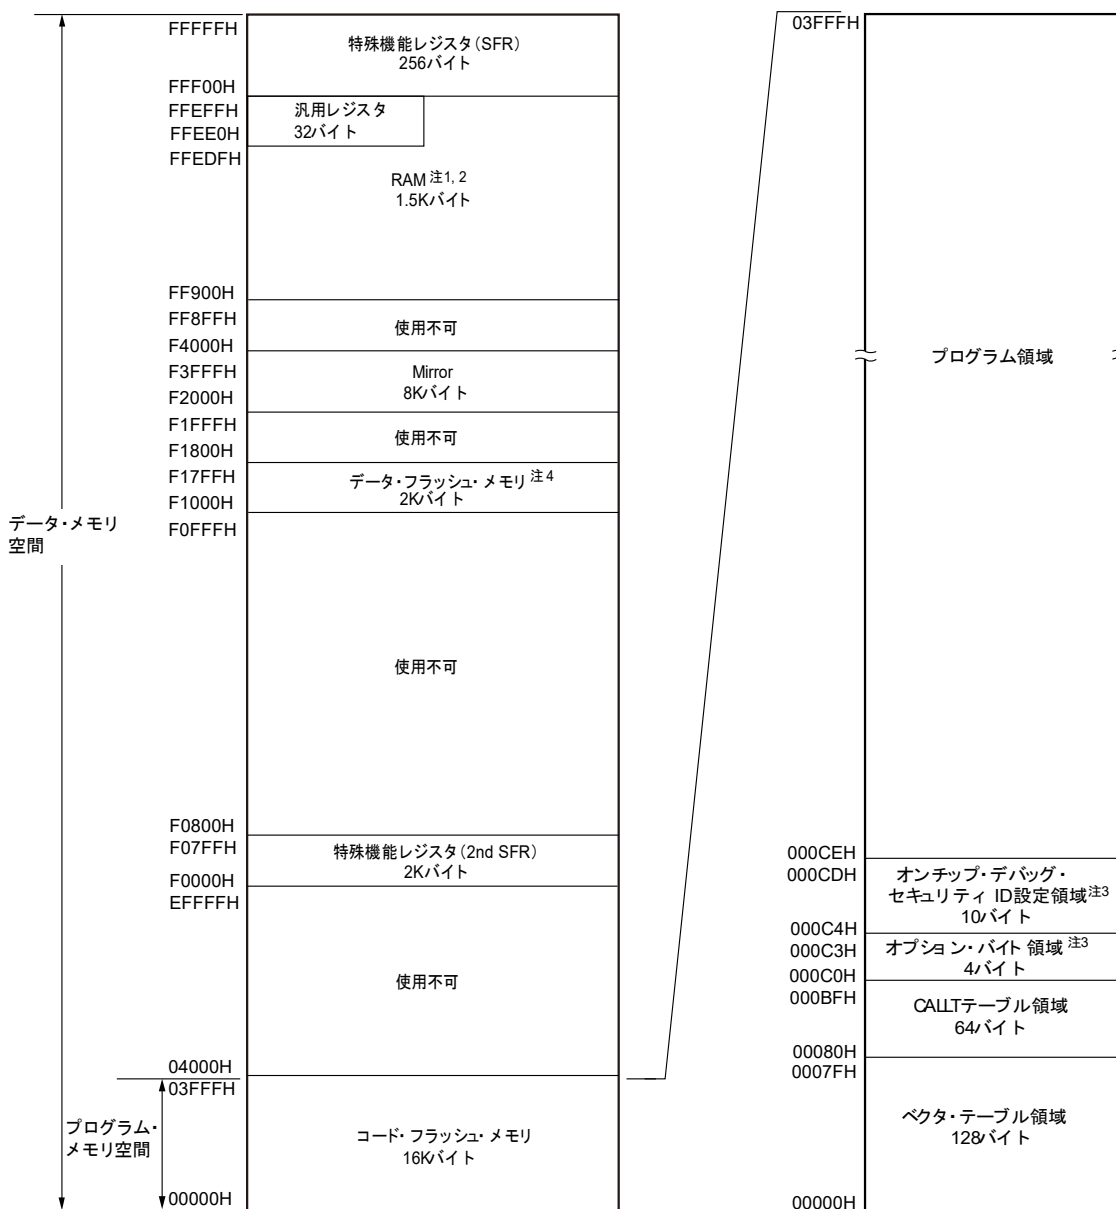 FFFFFH
特殊機能レジスタ(SFR)
256バイト
FFF00H
FFEFFH
汎用レジスタ
32バイト
FFEE0H
FFEDFH
RAM 注1, 2
1.5Kバイト
FF900H
FF8FFH
使用不可
F4000H
F3FFFH
Mirror
8Kバイト
F2000H
F1FFFH
使用不可
F1800H
F17FFH
データ・フラッシュ・メモリ 注4
2Kバイト
F1000H
F0FFFH
データ・メモリ
空間
使用不可
F0800H
F07FFH
特殊機能レジスタ(2nd SFR)
2Kバイト
F0000H
EFFFFH
使用不可
04000H
03FFFH
プログラム・
メモリ空間
コード・フラッシュ・メモリ
16Kバイト
00000H
03FFFH
プログラム領域
000CEH
000CDH
オンチップ・デバッグ・
セキュリティ ID設定領域 注3
10バイト
000C4H
000C3H
オプション・バイト領域 注3
4バイト
000C0H
000BFH
CALLTテーブル領域
64バイト
00080H
0007FH
ベクタ・テーブル領域
128バイト
00000H